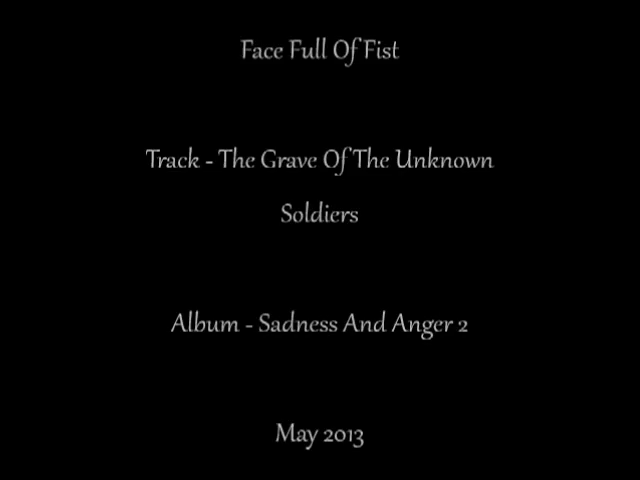 Face Full Of Fist
Track - The Grave Of The Unknown
Soldiers
Album - Sadness And Anger 2
May 2013